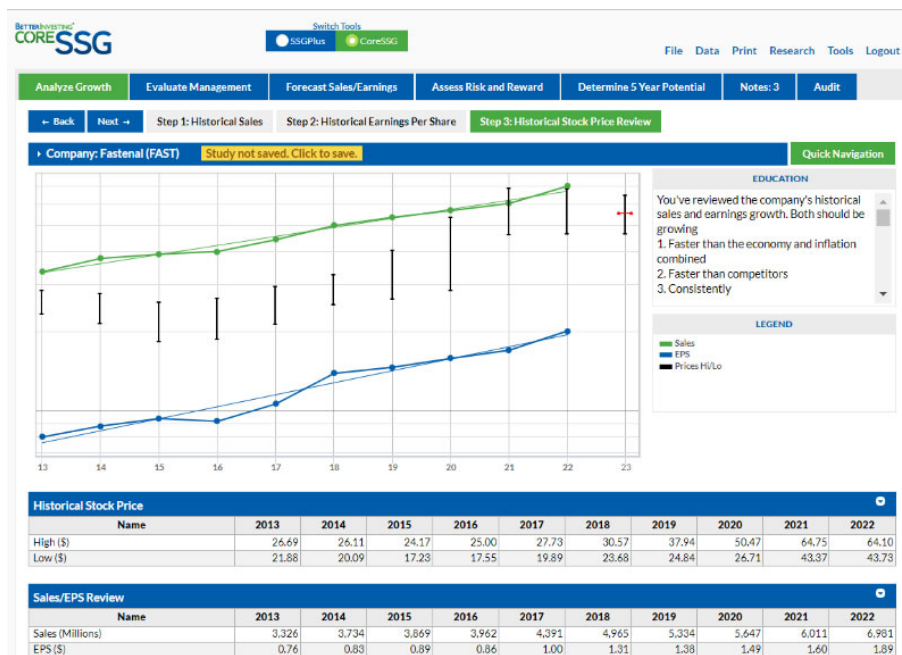 BETTERINVESTING®
CORESSG
Switch Tools
SSGPlus CoreSSG
File Data Print Research Tools Logout
Analyze Growth Evaluate Management Forecast Sales/Earnings Assess Risk and Reward Determine 5 Year Potential Notes: 3 Audit
← Back Next → Step 1: Historical Sales Step 2: Historical Earnings Per Share Step 3: Historical Stock Price Review
Company: Fastenal (FAST) Study not saved. Click to save. Quick Navigation
EDUCATION
You've reviewed the company's historical
sales and earnings growth. Both should be
growing
1. Faster than the economy and inflation
combined
2. Faster than competitors
3. Consistently
LEGEND
Sales
EPS
Prices Hi/Lo
13 14 15 16 17 18 19 20 21 22 23
Historical Stock Price
Name 2013 2014 2015 2016 2017 2018 2019 2020 2021 2022
High ($) 26.69 26.11 24.17 25.00 27.73 30.57 37.94 50.47 64.75 64.10
Low ($) 21.88 20.09 17.23 17.55 19.89 23.68 24.84 26.71 43.37 43.73
Sales/EPS Review
Name 2013 2014 2015 2016 2017 2018 2019 2020 2021 2022
Sales (Millions) 3,326 3,734 3,869 3,962 4,391 4,965 5,334 5,647 6,011 6,981
EPS ($) 0.76 0.83 0.89 0.86 1.00 1.31 1.38 1.49 1.60 1.89